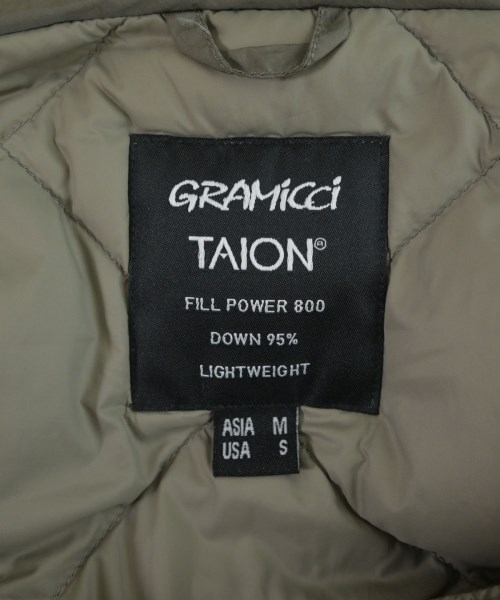 GRAMiCCi
TAION®
FILL POWER 800
DOWN 95%
LIGHTWEIGHT
ASIA M
USA S